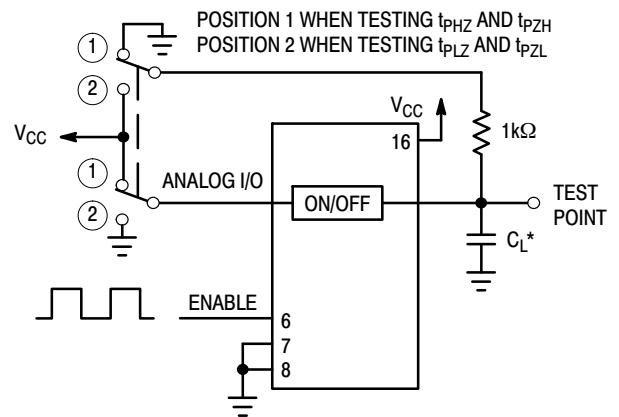 POSITION 1 WHEN TESTING tPHZ AND tPZH
POSITION 2 WHEN TESTING tPLZ AND tPZL
1
2
VCC
VCC
16
1kΩ
1
ANALOG I/O
ON/OFF
TEST
POINT
2
CL*
ENABLE
6
7
8